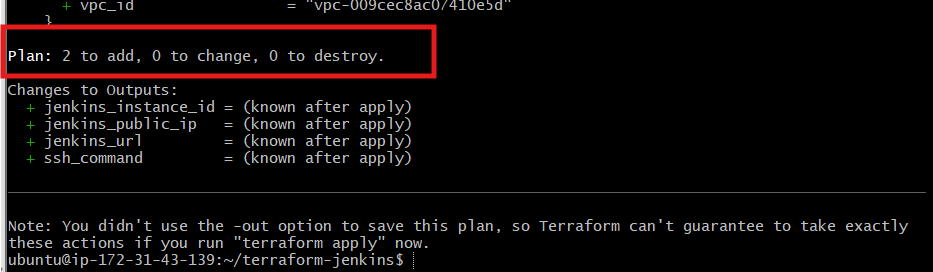 + vpc_id = "vpc-009cec8ac07410e5d"
}
Plan: 2 to add, 0 to change, 0 to destroy.
Changes to Outputs:
+ jenkins_instance_id = (known after apply)
+ jenkins_public_ip = (known after apply)
+ jenkins_url = (known after apply)
+ ssh_command = (known after apply)
Note: You didn't use the -out option to save this plan, so Terraform can't guarantee to take exactly
these actions if you run "terraform apply" now.
ubuntu@ip-172-31-43-139:~/terraform-jenkins$